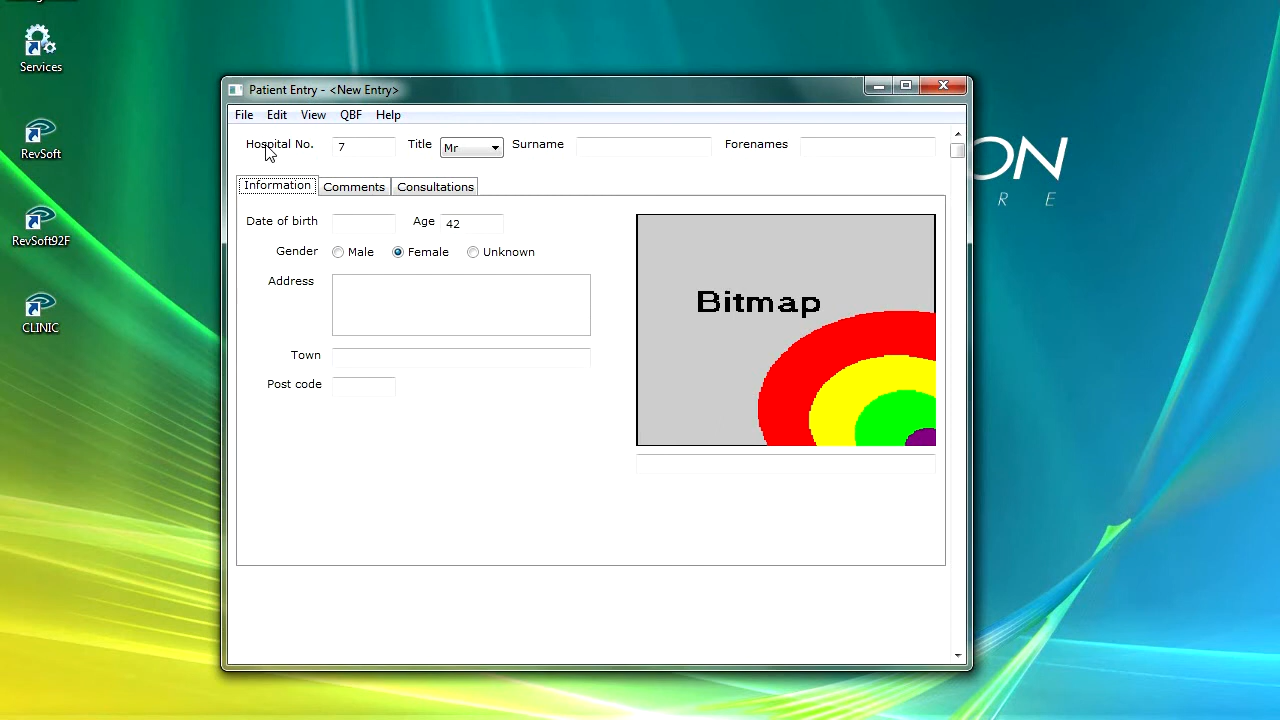 Services
RevSoft
RevSoft92F
CLINIC
ON
R E
Patient Entry - <New Entry>
File Edit View QBF Help
Hospital No. 7 Title Mr Surname Forenames
Information Comments Consultations
Date of birth Age 42
Gender Male Female Unknown
Address
Town
Post code
Bitmap